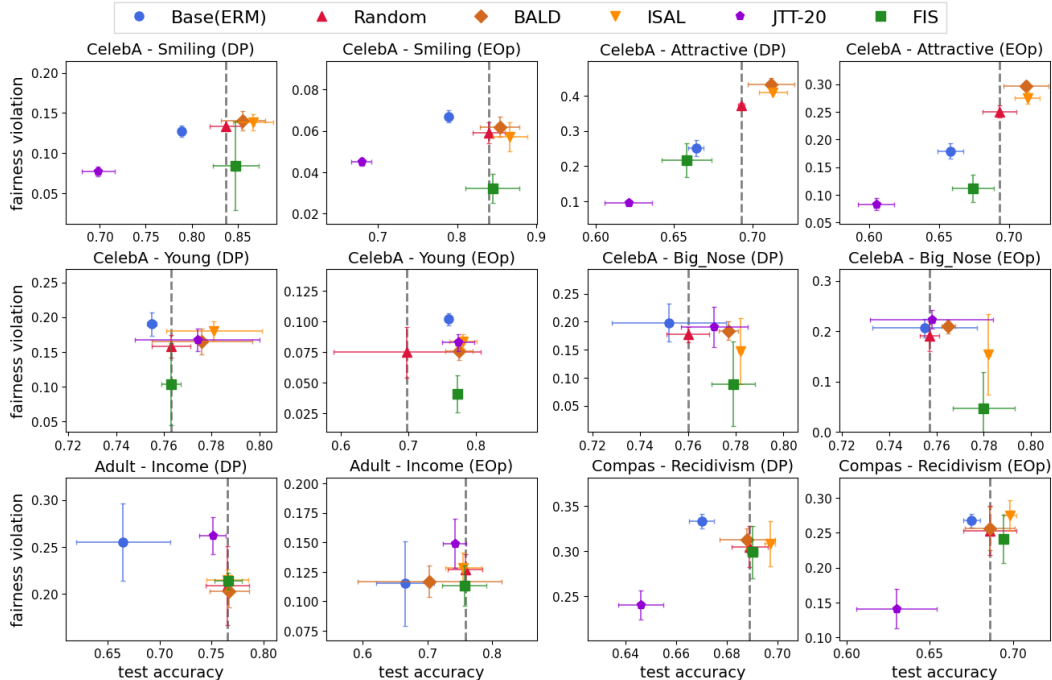 Base(ERM) Random BALD ISAL JTT-20 FIS
CelebA - Smiling (DP) CelebA - Smiling (EOp) CelebA - Attractive (DP) CelebA - Attractive (EOp)
fairness violation
0.20
0.15
0.10
0.05
0.70 0.75 0.80 0.85
0.08
0.06
0.04
0.02
0.7 0.8 0.9
0.4
0.3
0.2
0.1
0.60 0.65 0.70
0.30
0.25
0.20
0.15
0.10
0.05
0.60 0.65 0.70
CelebA - Young (DP) CelebA - Young (EOp) CelebA - Big_Nose (DP) CelebA - Big_Nose (EOp)
fairness violation
0.25
0.20
0.15
0.10
0.05
0.72 0.74 0.76 0.78 0.80
0.125
0.100
0.075
0.050
0.025
0.6 0.7 0.8
0.25
0.20
0.15
0.10
0.05
0.72 0.74 0.76 0.78 0.80
0.3
0.2
0.1
0.0
0.72 0.74 0.76 0.78 0.80
Adult - Income (DP) Adult - Income (EOp) Compas - Recidivism (DP) Compas - Recidivism (EOp)
fairness violation
0.30
0.25
0.20
0.60 0.65 0.70 0.75 0.80
0.200
0.175
0.150
0.125
0.100
0.075
0.6 0.7 0.8
0.35
0.30
0.25
0.64 0.66 0.68 0.70
0.30
0.25
0.20
0.15
0.10
0.60 0.65 0.70
test accuracy test accuracy test accuracy test accuracy